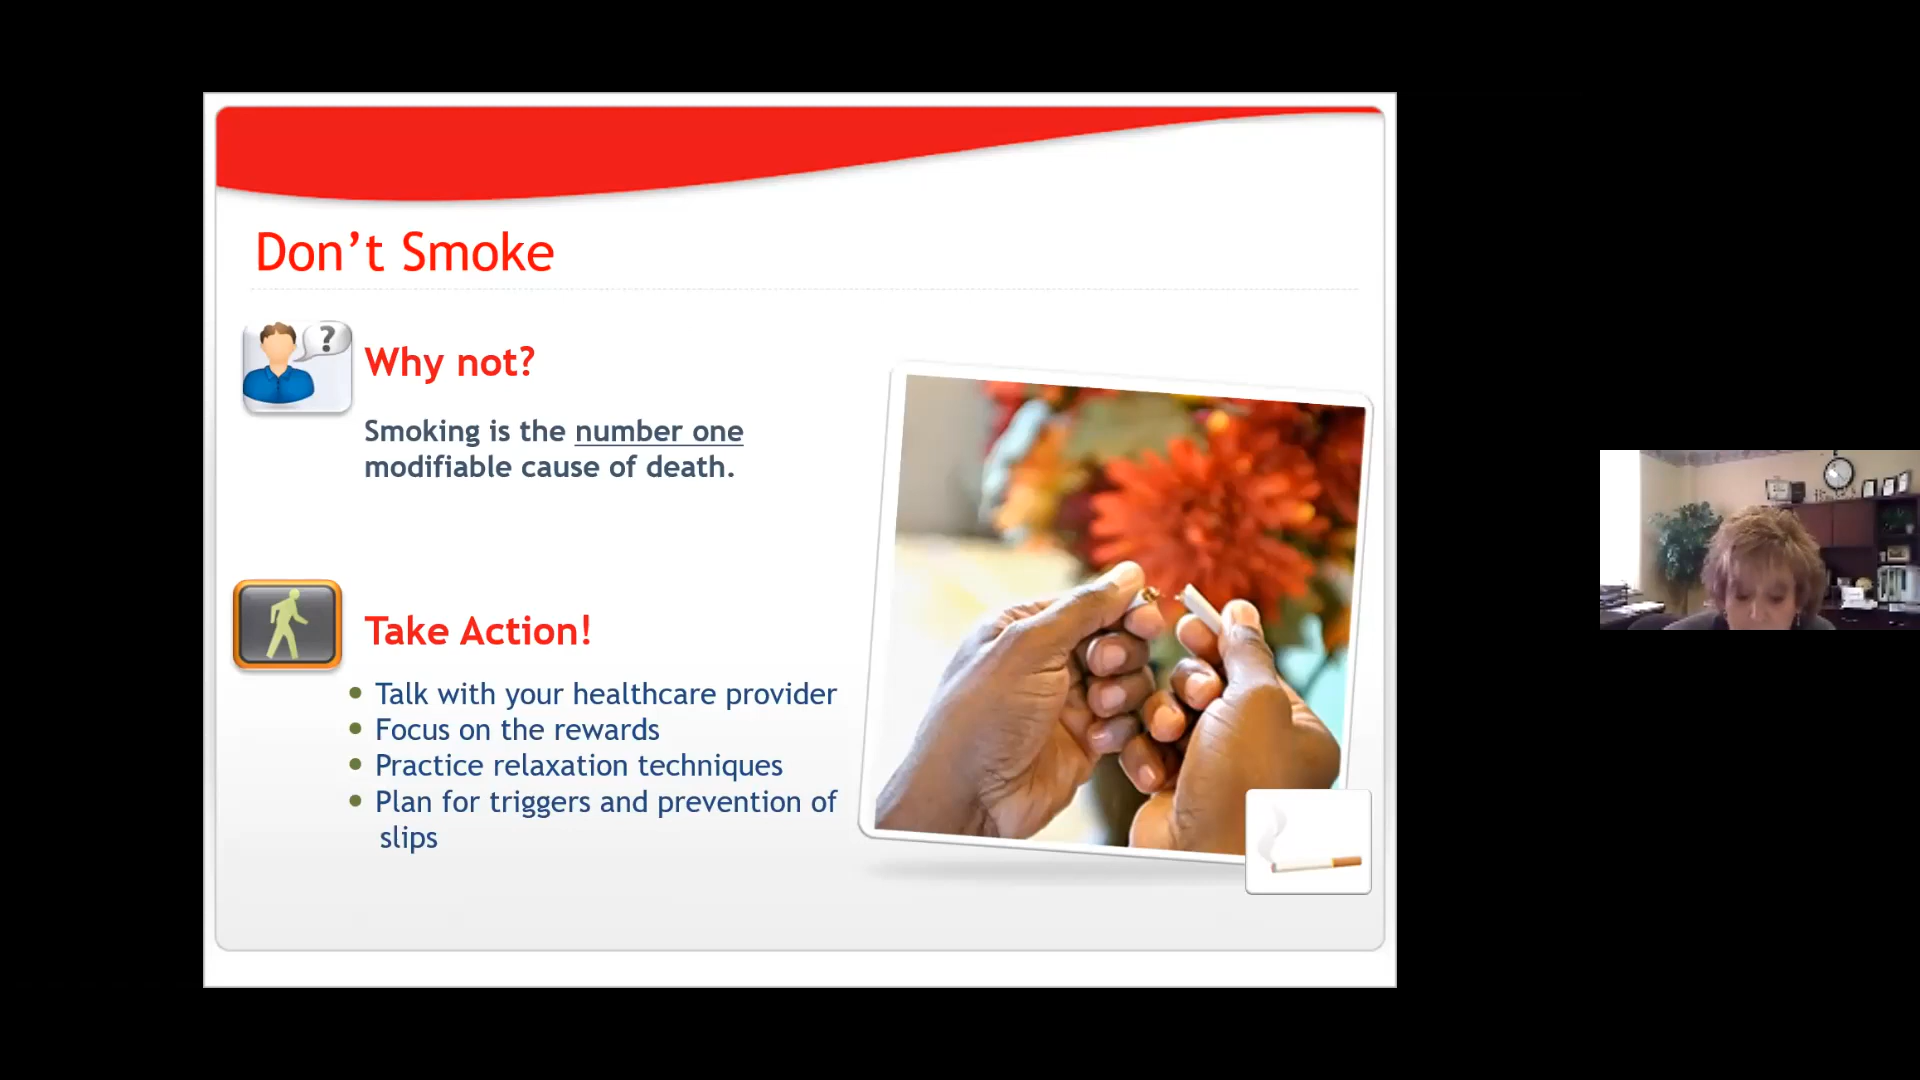 Don’t Smoke
?
Why not?
Smoking is the number one
modifiable cause of death.
Take Action!
• Talk with your healthcare provider
• Focus on the rewards
• Practice relaxation techniques
• Plan for triggers and prevention of
slips